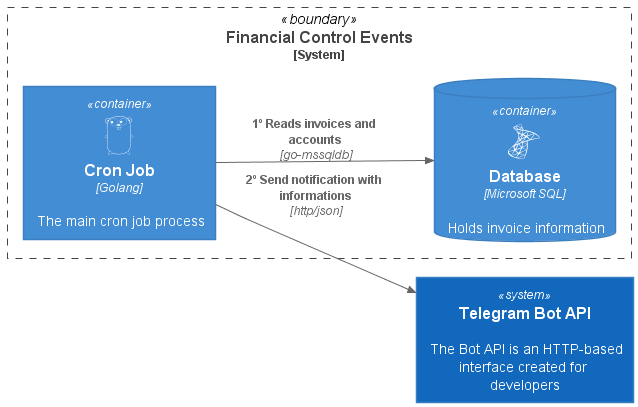 «boundary»
Financial Control Events
[System]
«container»
Cron Job
[Golang]
The main cron job process
1° Reads invoices and
accounts
[go-mssqldb]
2° Send notification with
informations
[http/json]
«container»
Database
[Microsoft SQL]
Holds invoice information
«system»
Telegram Bot API
The Bot API is an HTTP-based
interface created for
developers